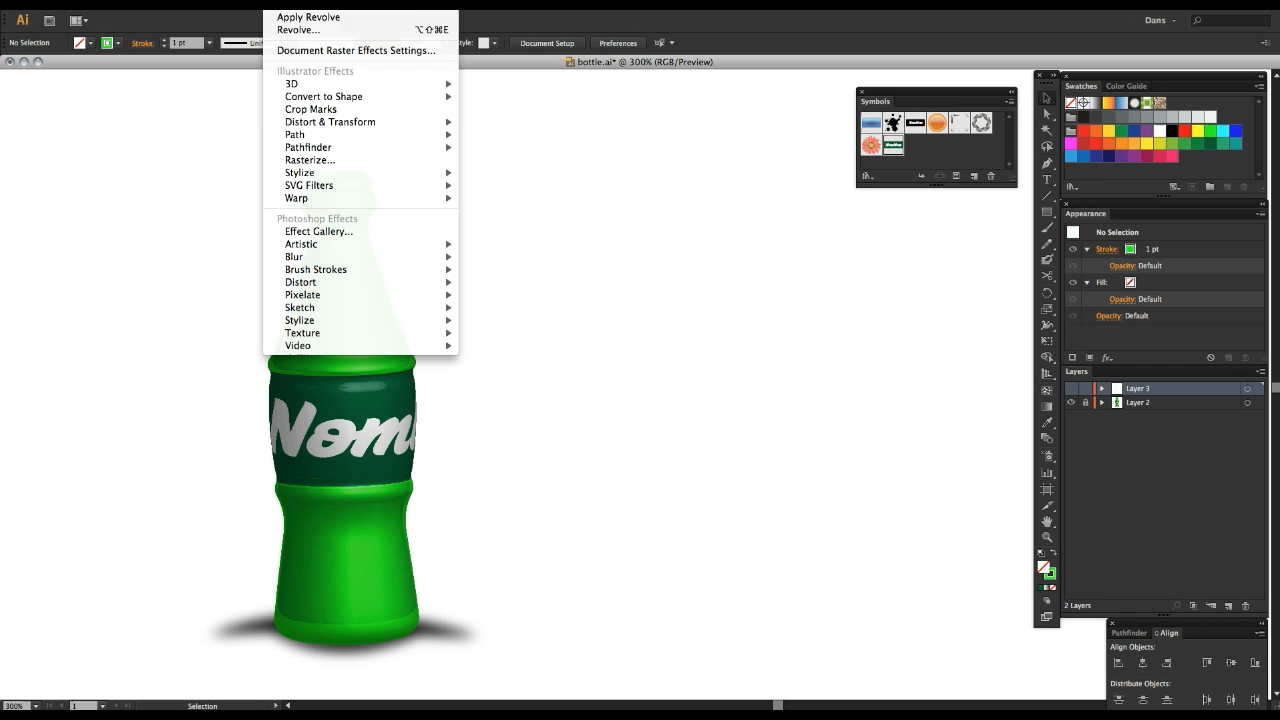 Ai
Br
Dans
No Selection
Stroke:
1 pt
Document Setup
Preferences
bottle.ai* @ 300% (RGB/Preview)
Apply Revolve
Revolve... ⌥⇧⌘E
Document Raster Effects Settings...
Illustrator Effects
3D
Convert to Shape
Crop Marks
Distort & Transform
Path
Pathfinder
Rasterize...
Stylize
SVG Filters
Warp
Photoshop Effects
Effect Gallery...
Artistic
Blur
Brush Strokes
Distort
Pixelate
Sketch
Stylize
Texture
Video
Symbols
Swatches
Color Guide
Appearance
No Selection
Stroke: 1 pt
Opacity: Default
Fill:
Opacity: Default
Opacity: Default
fx
Layers
Layer 3
Layer 2
2 Layers
Pathfinder
Align
Align Objects:
Distribute Objects:
300%
1
Selection